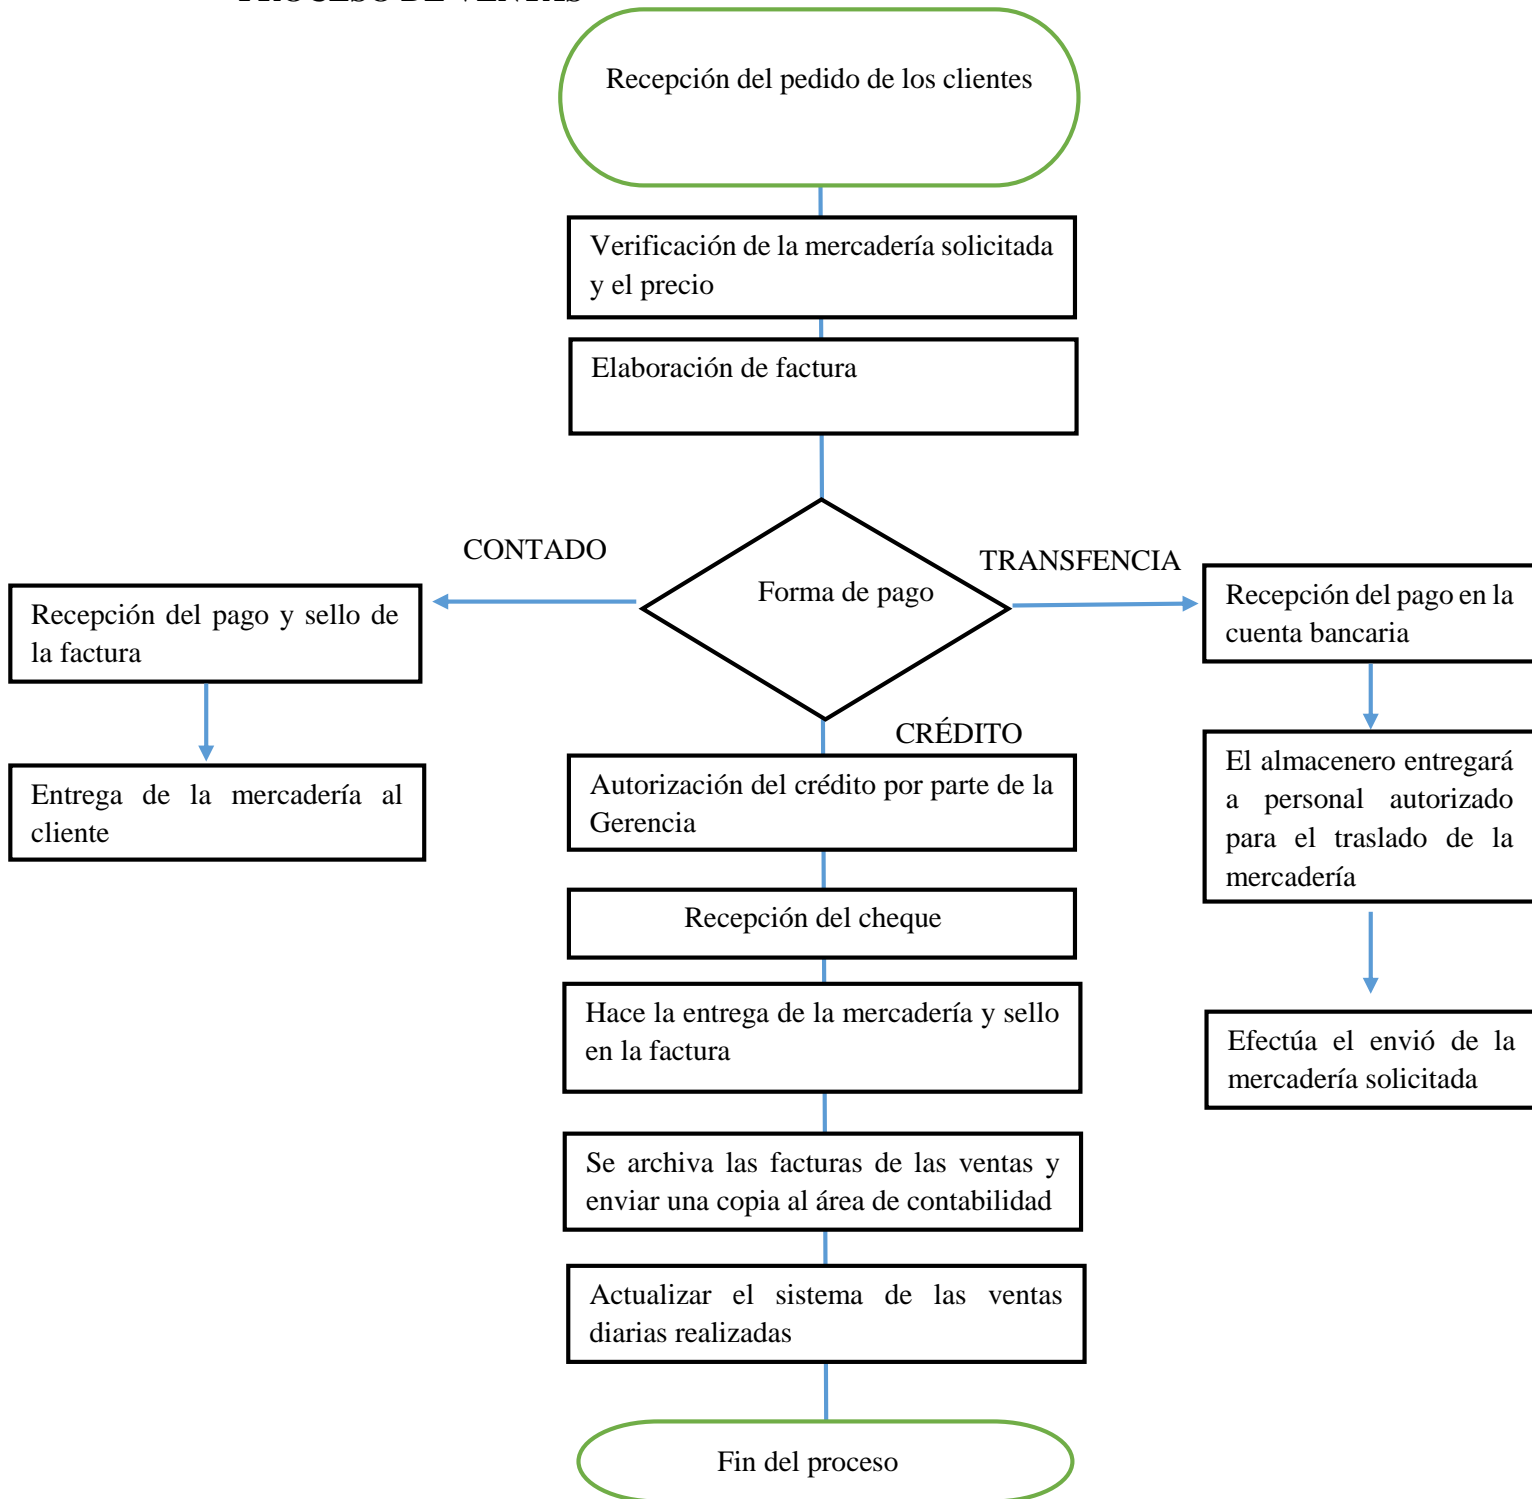 PROCESO DE VENTAS
Recepción del pedido de los clientes
Verificación de la mercadería solicitada
y el precio
Elaboración de factura
Forma de pago
CONTADO
Recepción del pago y sello de
la factura
Entrega de la mercadería al
cliente
TRANSFENCIA
Recepción del pago en la
cuenta bancaria
El almacenero entregará
a personal autorizado
para el traslado de la
mercadería
Efectúa el envió de la
mercadería solicitada
CRÉDITO
Autorización del crédito por parte de la
Gerencia
Recepción del cheque
Hace la entrega de la mercadería y sello
en la factura
Se archiva las facturas de las ventas y
enviar una copia al área de contabilidad
Actualizar el sistema de las ventas
diarias realizadas
Fin del proceso